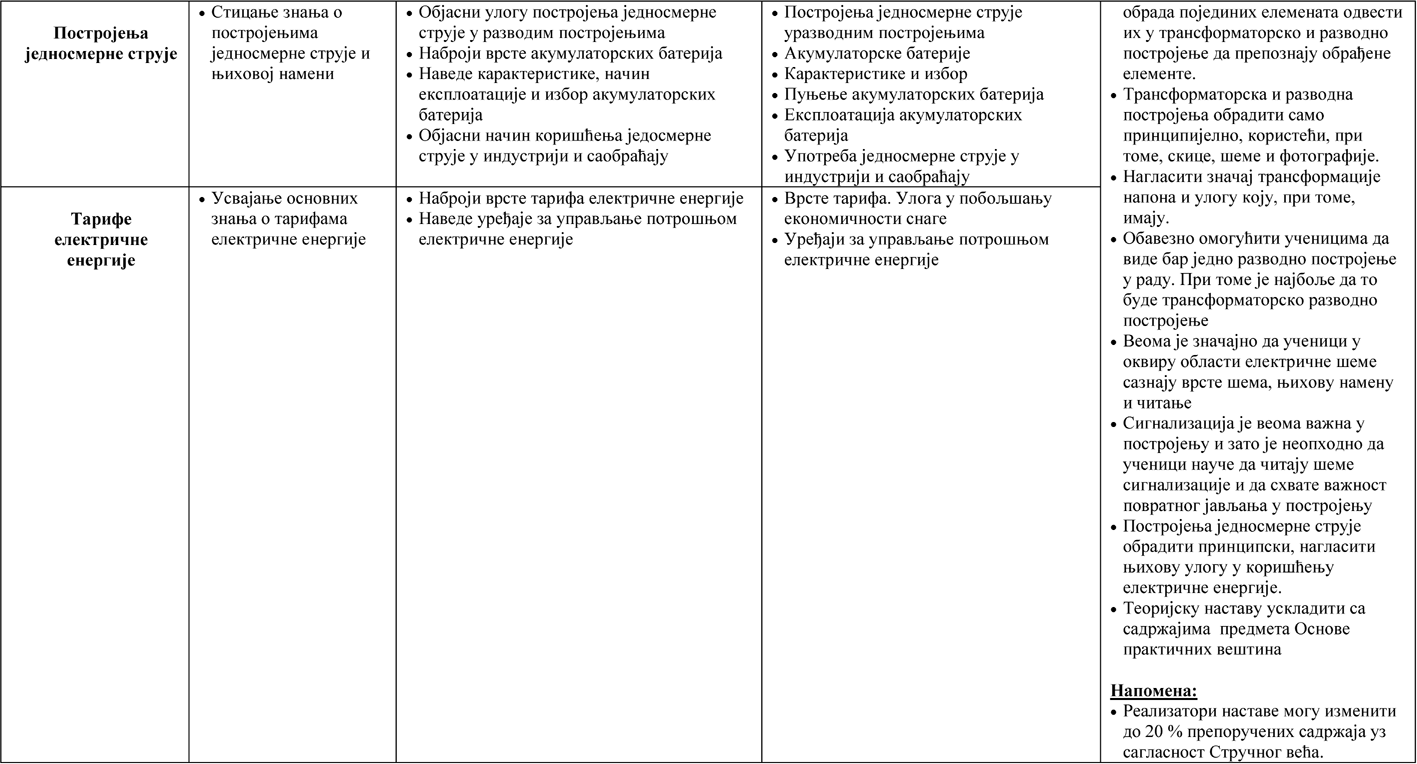 Постројења
једносмерне струје
• Стицање знања о
постројењима
једносмерне струје и
њиховој намени
• Објасни улогу постројења једносмерне
струје у разводим постројењима
• Наброји врсте акумулаторских батерија
• Наведе карактеристике, начин
експлоатације и избор акумулаторских
батерија
• Објасни начин коришћења једосмерне
струје у индустрији и саобраћају
• Постројења једносмерне струје
уразводним постројењима
• Акумулаторске батерије
• Карактеристике и избор
• Пуњење акумулаторских батерија
• Експлоатација акумулаторских
батерија
• Употреба једносмерне струје у
индустрији и саобраћају
Тарифе
електричне
енергије
• Усвајање основних
знања о тарифама
електричне енергије
• Наброји врсте тарифа електричне енергије
• Наведе уређаје за управљање потрошњом
електричне енергије
• Врсте тарифа. Улога у побољшању
економичности снаге
• Уређаји за управљање потрошњом
електричне енергије
обрада појединих елемената одвести
их у трансформаторско и разводно
постројење да препознају обрађене
елементе.
• Трансформаторска и разводна
постројења обрадити само
принципијелно, користећи, при
томе, скице, шеме и фотографије.
• Нагласити значај трансформације
напона и улогу коју, при томе,
имају.
• Обавезно омогућити ученицима да
виде бар једно разводно постројење
у раду. При томе је најбоље да то
буде трансформаторско разводно
постројење
• Веома је значајно да ученици у
оквиру области електричне шеме
сазнају врсте шема, њихову намену
и читање
• Сигнализација је веома важна у
постројењу и зато је неопходно да
ученици науче да читају шеме
сигнализације и да схвате важност
повратног јављања у постројењу
• Постројења једносмерне струје
обрадити принципски, нагласити
њихову улогу у коришћењу
електричне енергије.
• Теоријску наставу ускладити са
садржајима предмета Основе
практичних вештина
Напомена:
• Реализатори наставе могу изменити
до 20 % препоручених садржаја уз
сагласност Стручног већа.